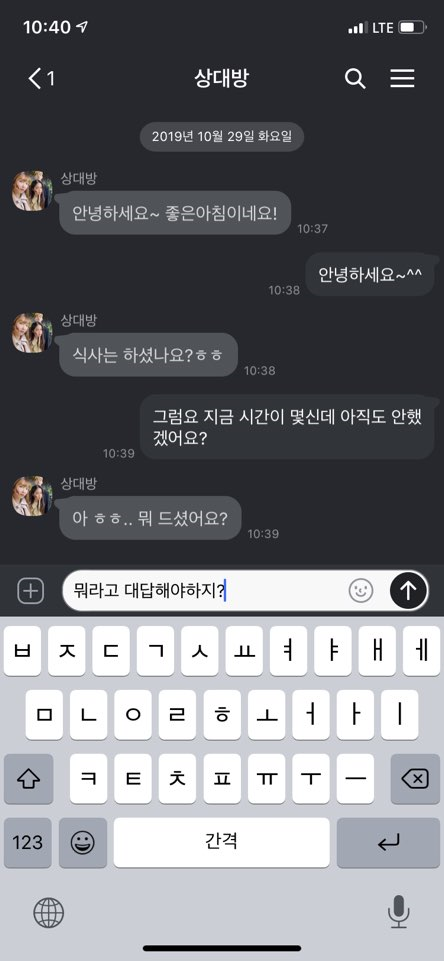 10:40 LTE
1 상대방
2019년 10월 29일 화요일
상대방
안녕하세요~ 좋은아침이네요!
10:37
안녕하세요~^^
10:38
상대방
식사는 하셨나요?ㅎㅎ
10:38
그럼요 지금 시간이 몇신데 아직도 안했
겠어요?
10:39
상대방
아 ㅎㅎ.. 뭐 드셨어요?
10:39
뭐라고 대답해야하지?
ㅂ ㅈ ㄷ ㄱ ㅅ ㅛ ㅕ ㅑ ㅐ ㅔ
ㅁ ㄴ ㅇ ㄹ ㅎ ㅗ ㅓ ㅏ ㅣ
ㅋ ㅌ ㅊ ㅍ ㅠ ㅜ ㅡ
123 간격